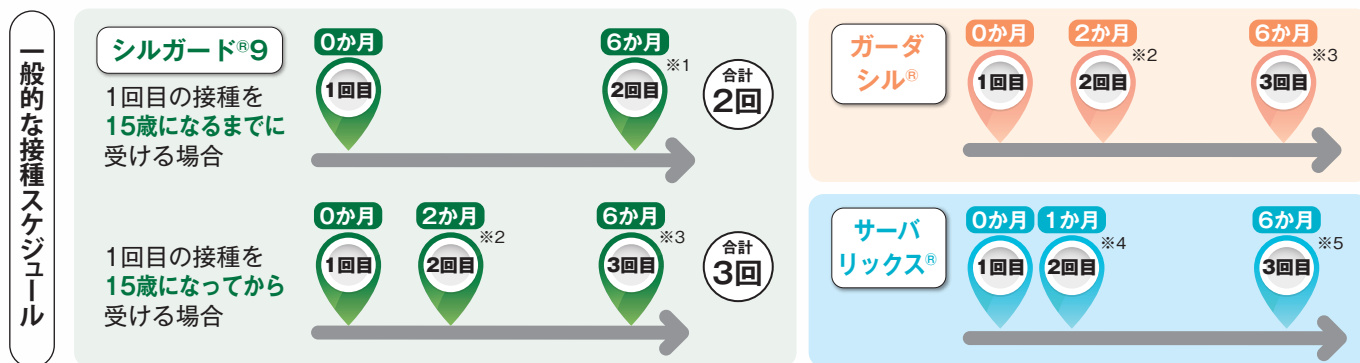 一般的な接種スケジュール
シルガード®9
1回目の接種を
15歳になるまでに
受ける場合
0か月
1回目
6か月
2回目
※1
合計
2回
1回目の接種を
15歳になってから
受ける場合
0か月
1回目
2か月
2回目
※2
6か月
3回目
※3
合計
3回
ガーダ
シル®
0か月
1回目
2か月
2回目
※2
6か月
3回目
※3
サーバ
リックス®
0か月
1回目
1か月
2回目
※4
6か月
3回目
※5